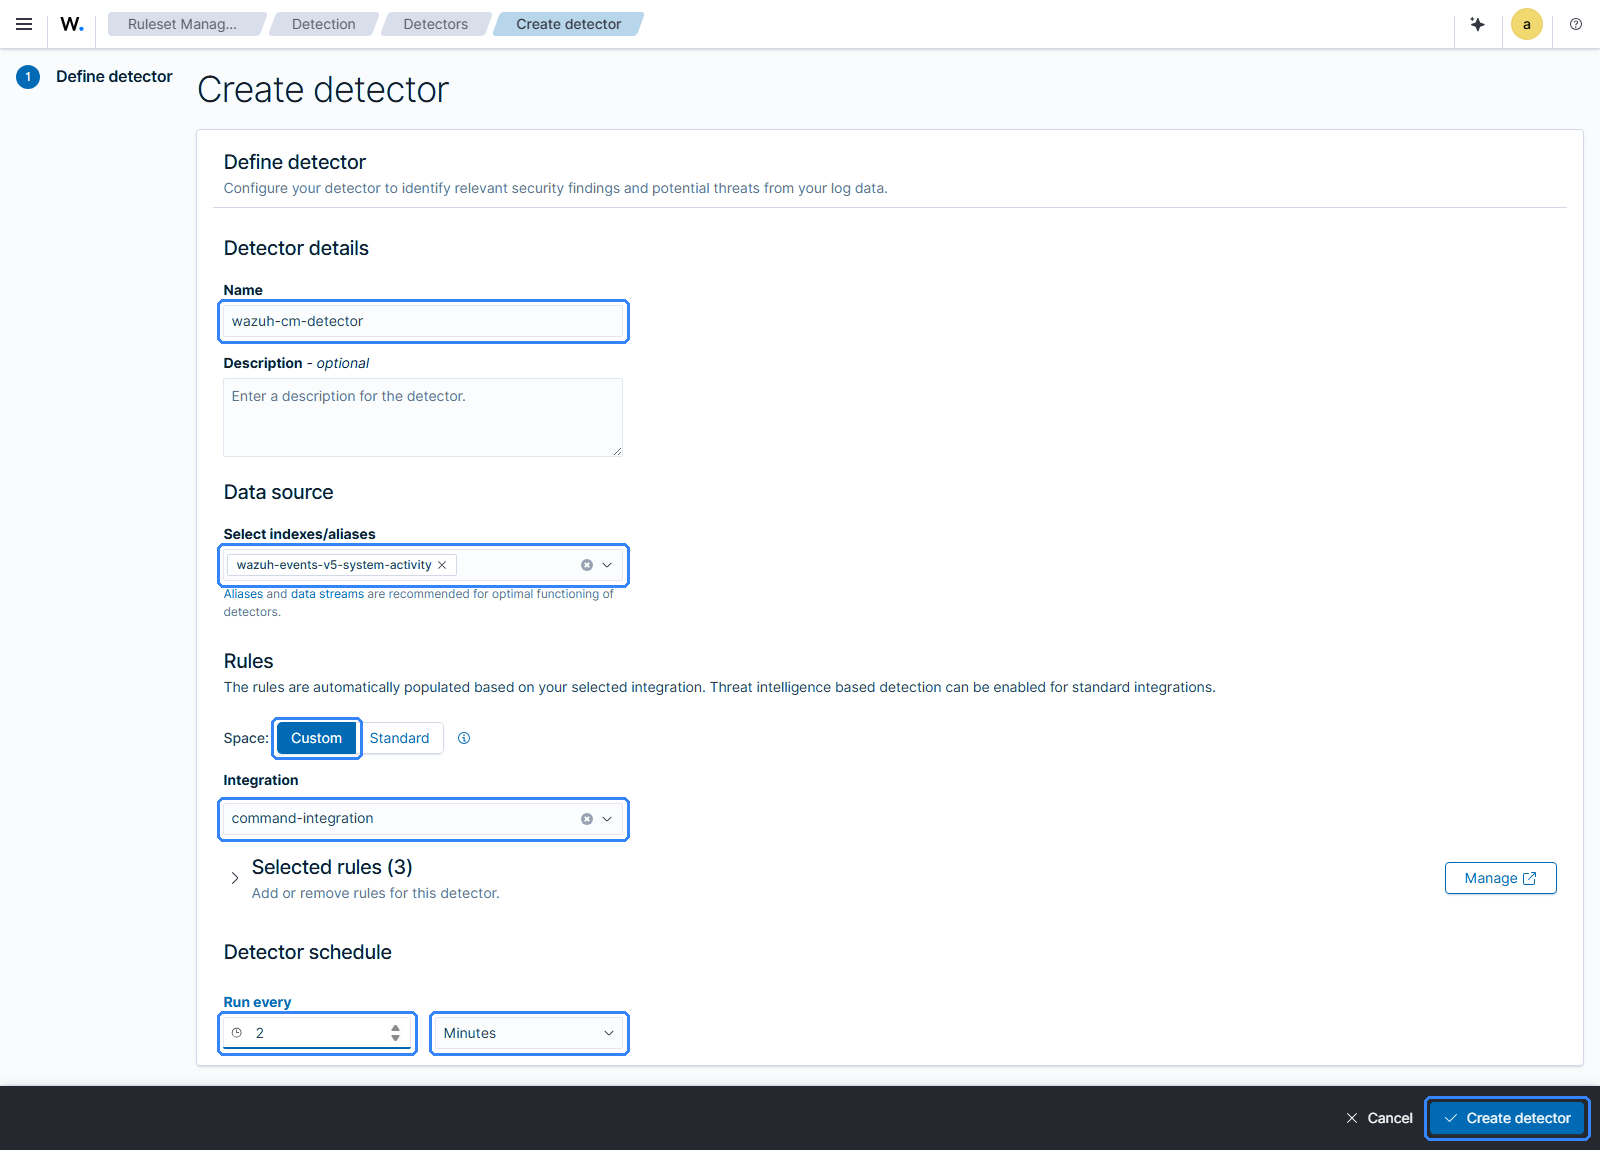 W.
Ruleset Manag...
Detection
Detectors
Create detector
a
1
Define detector
Create detector
Define detector
Configure your detector to identify relevant security findings and potential threats from your log data.
Detector details
Name
wazuh-cm-detector
Description - optional
Enter a description for the detector.
Data source
Select indexes/aliases
wazuh-events-v5-system-activity
Aliases and data streams are recommended for optimal functioning of
detectors.
Rules
The rules are automatically populated based on your selected integration. Threat intelligence based detection can be enabled for standard integrations.
Space: Custom Standard
Integration
command-integration
Selected rules (3)
Add or remove rules for this detector.
Manage
Detector schedule
Run every
2 Minutes
Cancel
Create detector